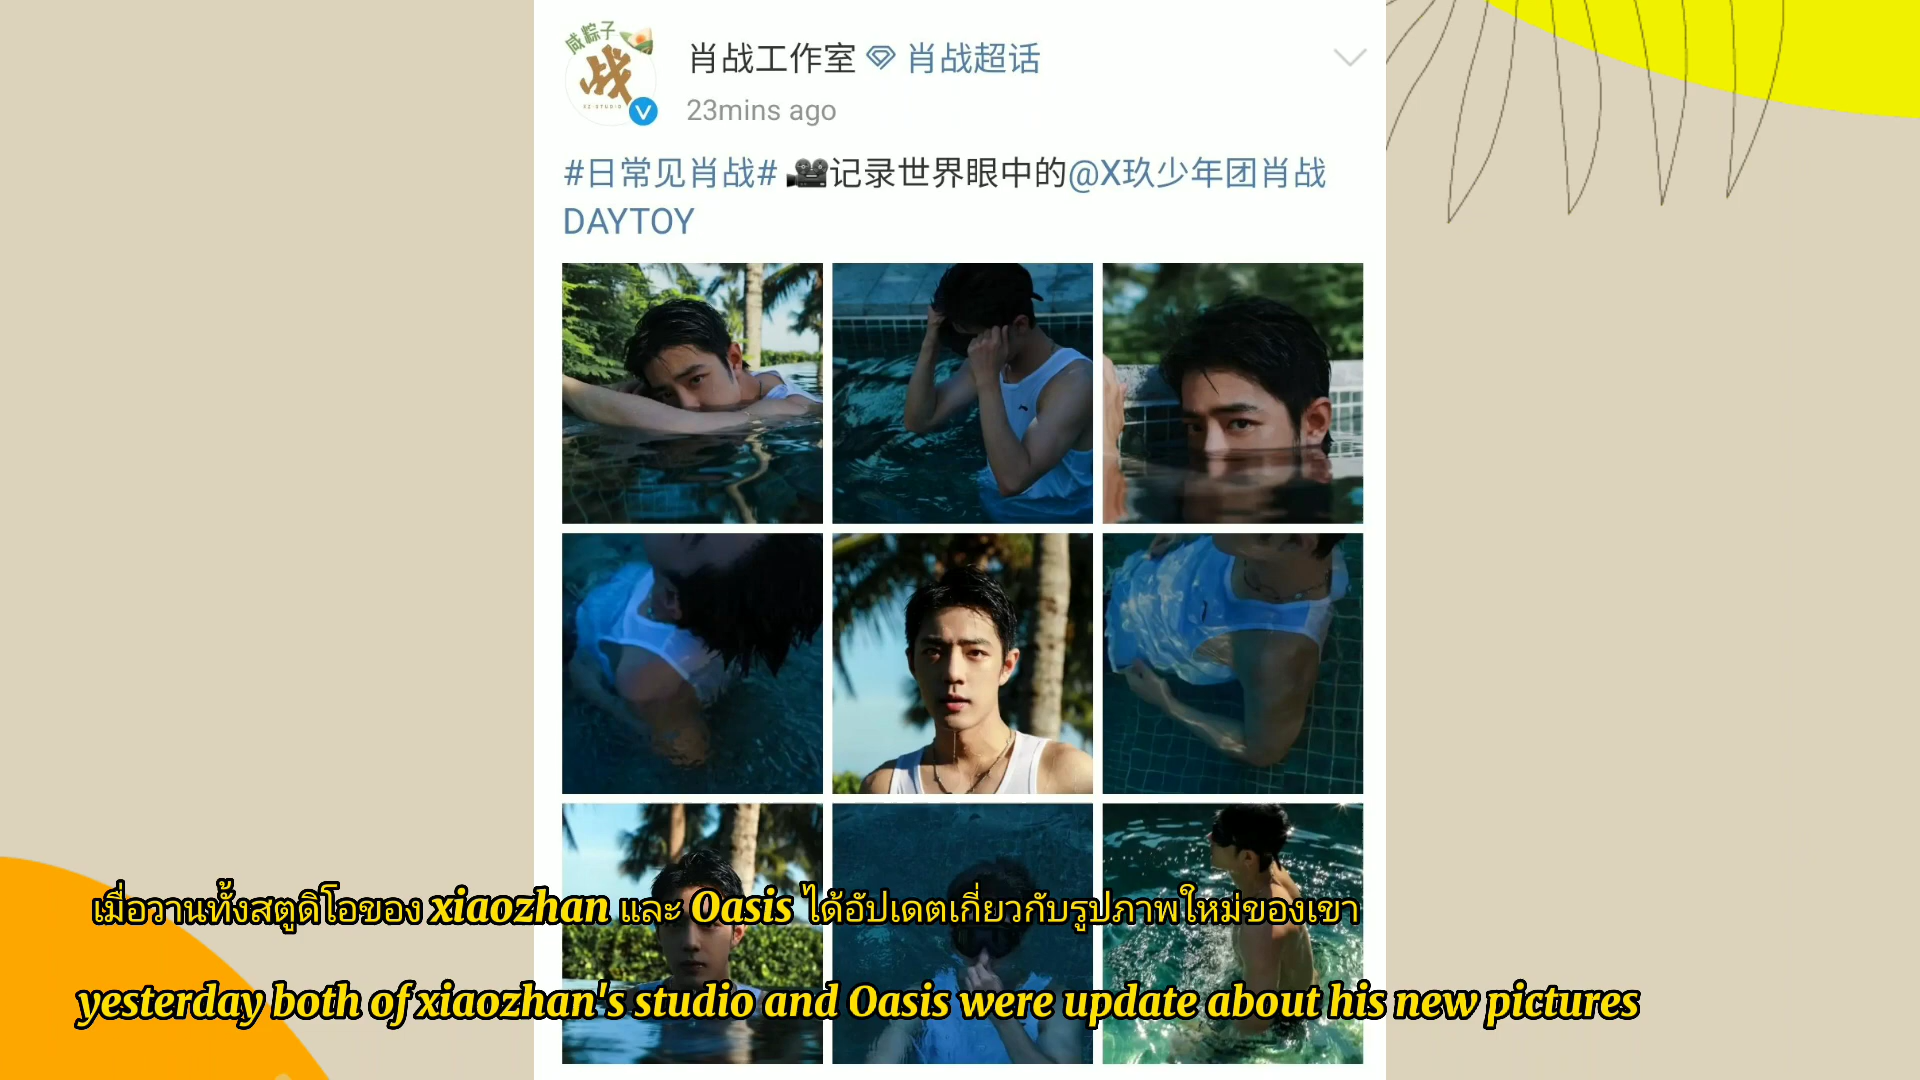 咸粽子
战
XZ STUDIO
肖战工作室 肖战超话
23mins ago
#日常见肖战# 记录世界眼中的@X玖少年团肖战
DAYTOY
เมื่อวานทั้งสตูดิโอของ xiaozhan และ Oasis ได้อัปเดตเกี่ยวกับรูปภาพใหม่ของเขา
yesterday both of xiaozhan's studio and Oasis were update about his new pictures